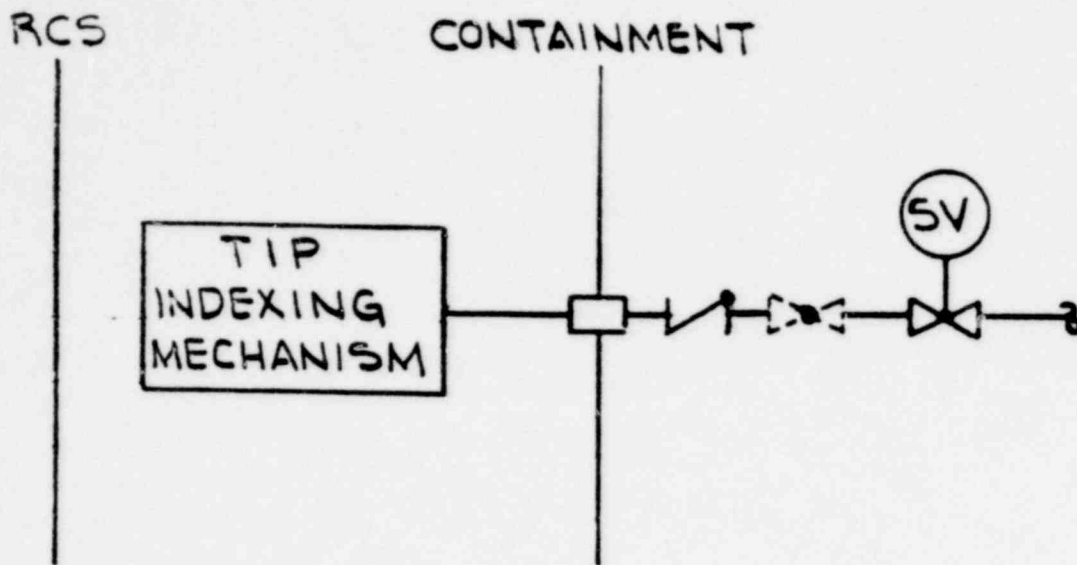 RCS
CONTAINMENT
SV
TIP
INDEXING
MECHANISM